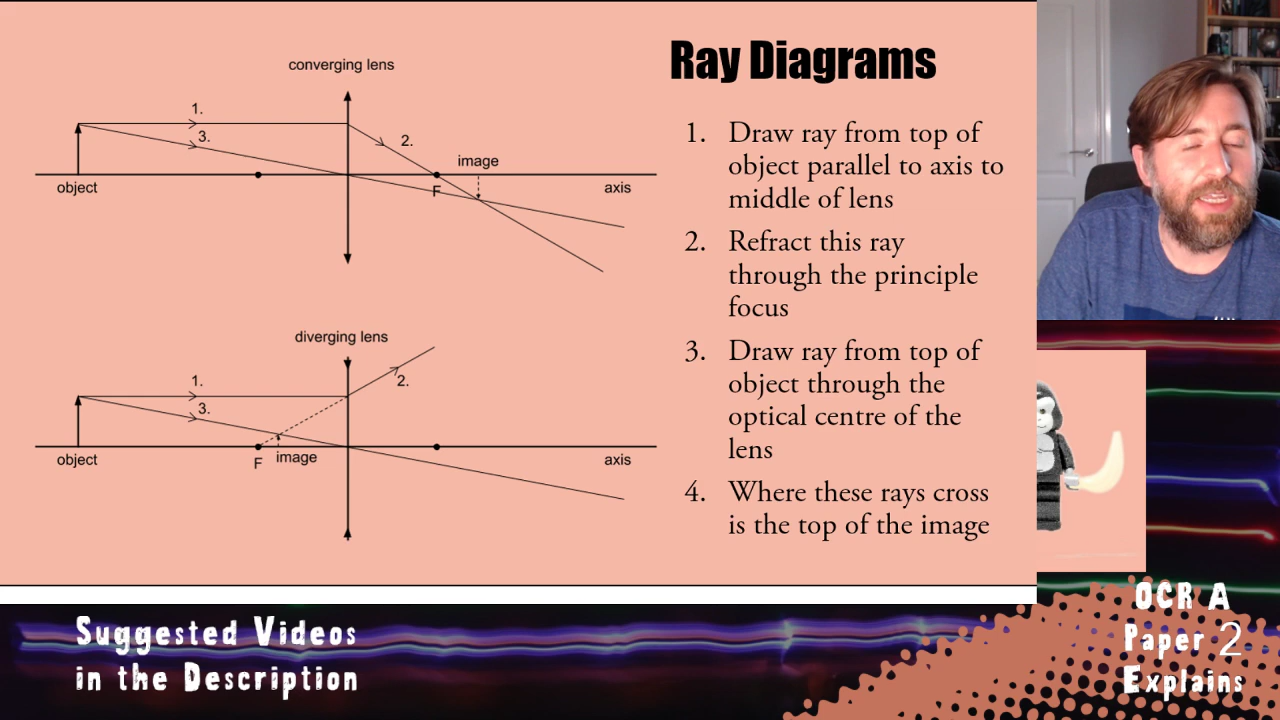 Ray Diagrams
converging lens
1.
3.
2.
image
F
object
axis
diverging lens
1.
3.
2.
F
image
object
axis
1. Draw ray from top of
object parallel to axis to
middle of lens
2. Refract this ray
through the principle
focus
3. Draw ray from top of
object through the
optical centre of the
lens
4. Where these rays cross
is the top of the image
Suggested Videos
in the Description
OCR A
Paper 2
Explains